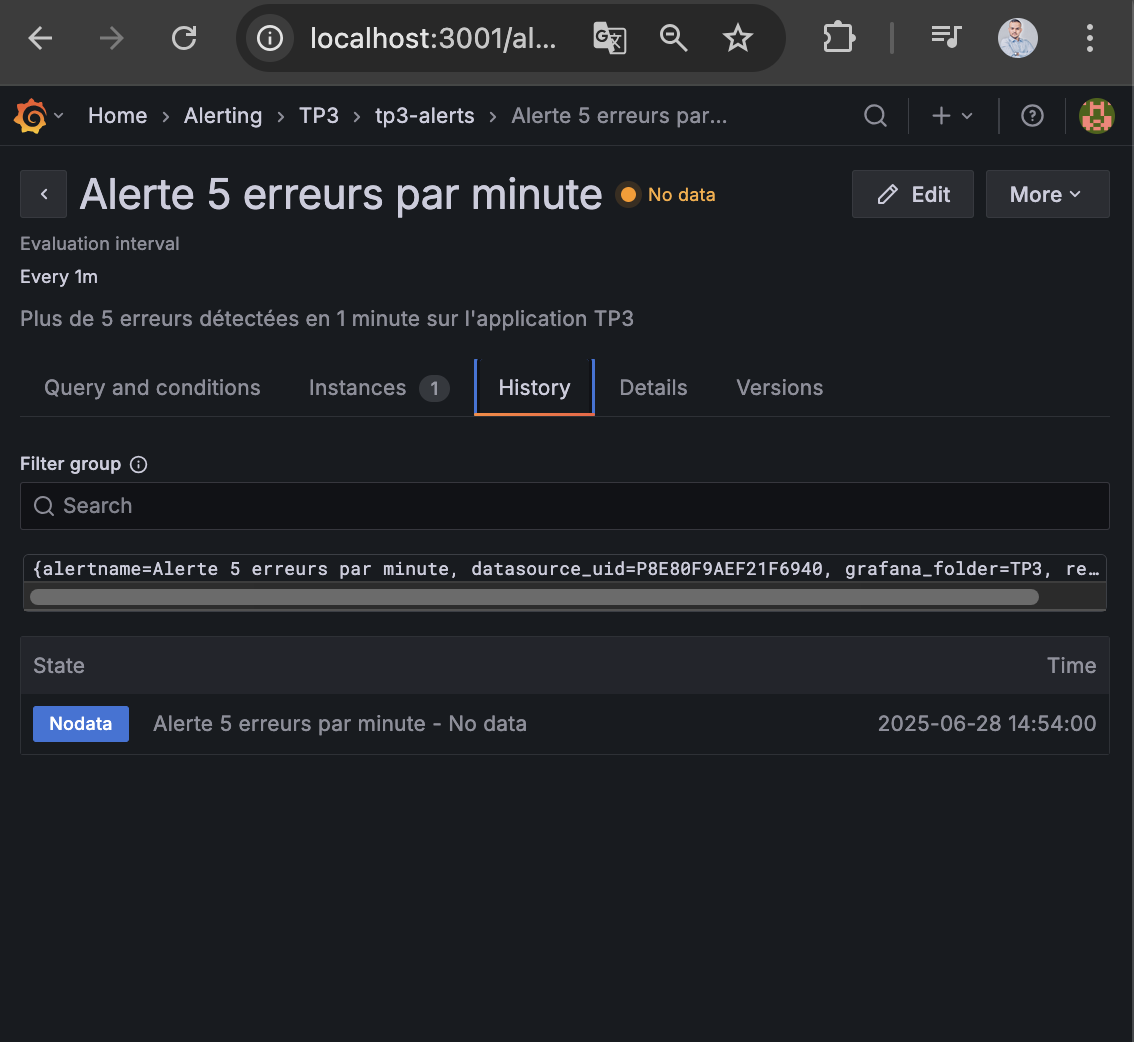 localhost:3001/al...
Home › Alerting › TP3 › tp3-alerts › Alerte 5 erreurs par...
Alerte 5 erreurs par minute No data Edit More
Evaluation interval
Every 1m
Plus de 5 erreurs détectées en 1 minute sur l'application TP3
Query and conditions Instances 1 History Details Versions
Filter group
Search
{alertname=Alerte 5 erreurs par minute, datasource_uid=P8E80F9AEF21F6940, grafana_folder=TP3, re…
State Time
Nodata Alerte 5 erreurs par minute - No data 2025-06-28 14:54:00